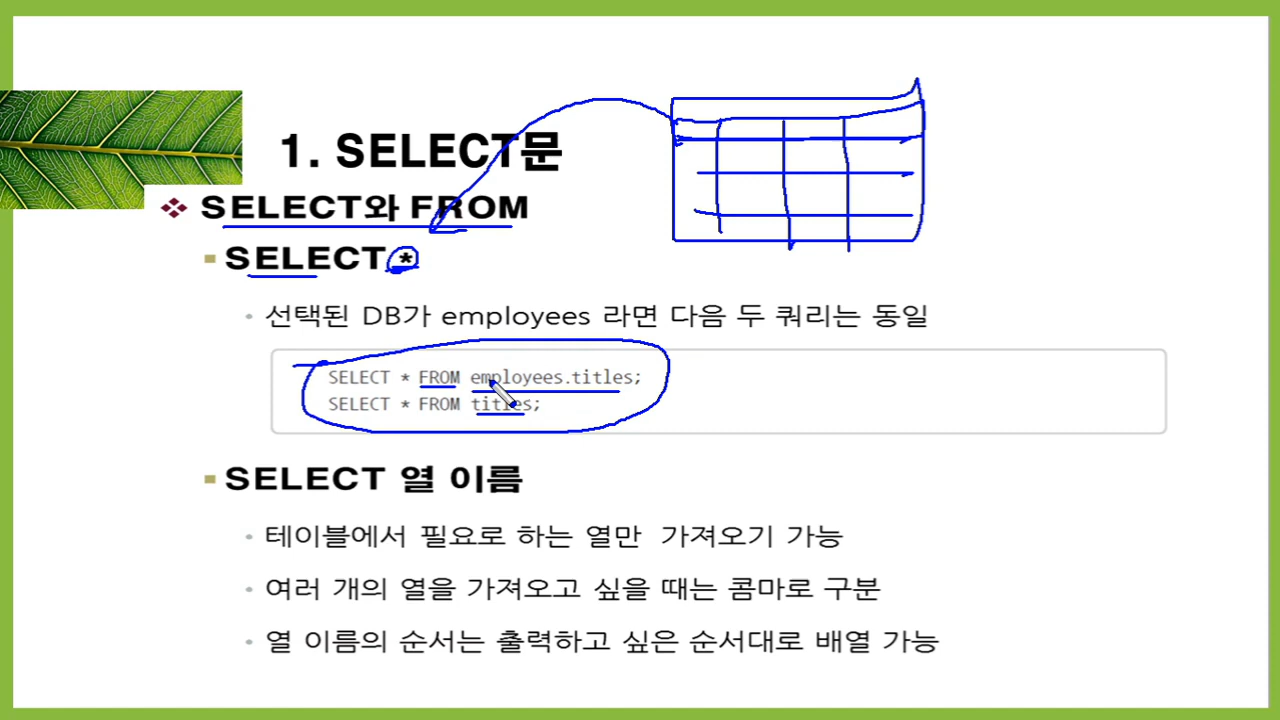 1. SELECT문
SELECT와 FROM
SELECT *
선택된 DB가 employees 라면 다음 두 쿼리는 동일
SELECT * FROM employees.titles;
SELECT * FROM titles;
SELECT 열 이름
테이블에서 필요로 하는 열만 가져오기 가능
여러 개의 열을 가져오고 싶을 때는 콤마로 구분
열 이름의 순서는 출력하고 싶은 순서대로 배열 가능